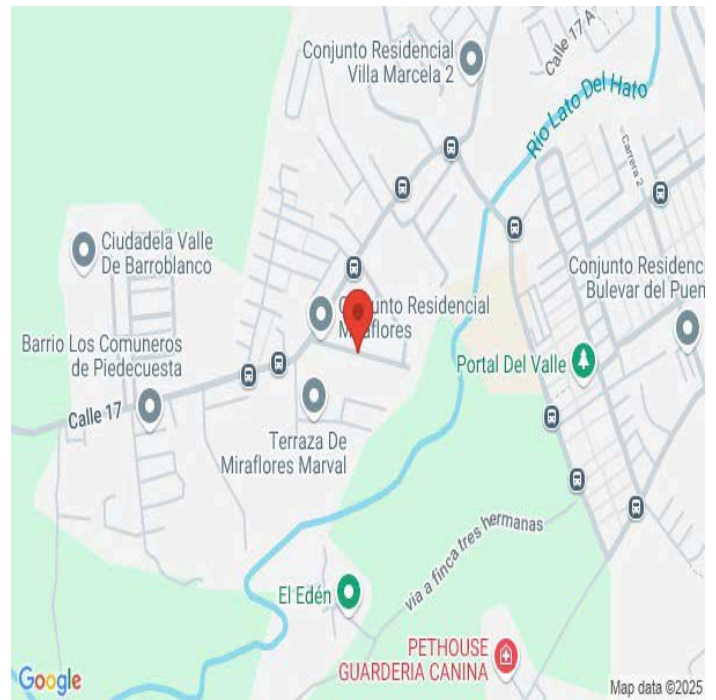 Conjunto Residencial
Villa Marcela 2
Calle 17 A
Río Lato Del Hato
Carrera 2
Ciudadela Valle
De Barroblanco
Conjunto Residencial
Miraflores
Conjunto Residenci
Bulevar del Puen
Barrio Los Comuneros
de Piedecuesta
Portal Del Valle
Calle 17
Terraza De
Miraflores Marval
via a finca tres hermanas
El Edén
PETHOUSE
GUARDERIA CANINA
Google
Map data ©2025